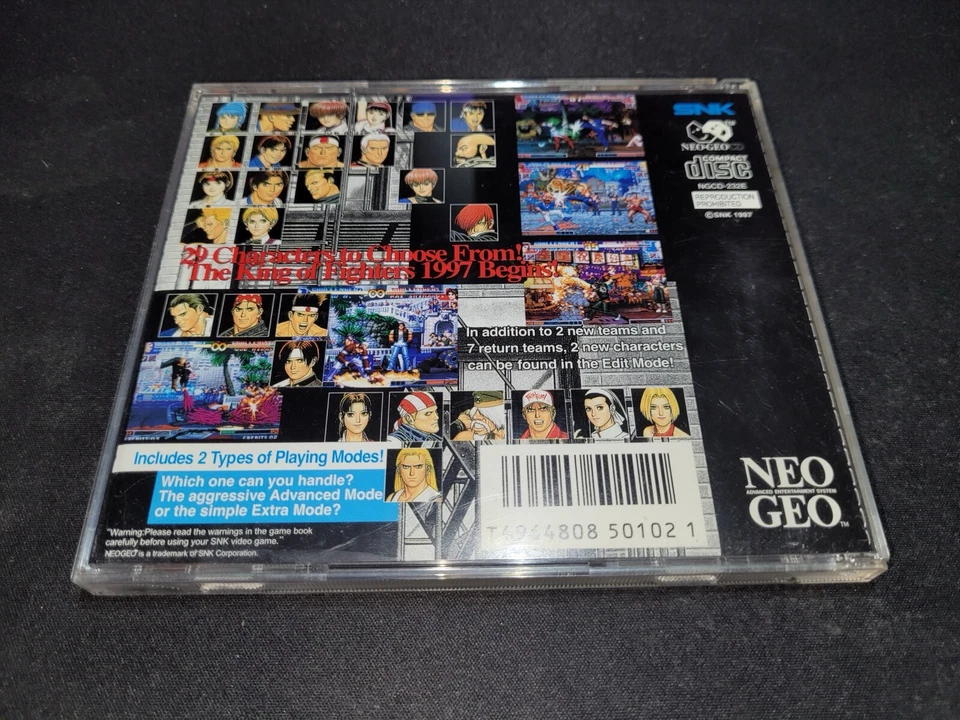 SNK
NEO•GEO CD
COMPACT
disc
NGCD-232E
REPRODUCTION
PROHIBITED
©SNK 1997
29 Characters to Choose From!
The King of Fighters 1997 Begins!
In addition to 2 new teams and
7 return teams, 2 new characters
can be found in the Edit Mode!
Includes 2 Types of Playing Modes!
Which one can you handle?
The aggressive Advanced Mode
or the simple Extra Mode?
"Warning:Please read the warnings in the game book
carefully before using your SNK video game."
NEOGEO is a trademark of SNK Corporation.
T4964808 50102 1
NEO
ADVANCED ENTERTAINMENT SYSTEM
GEO™